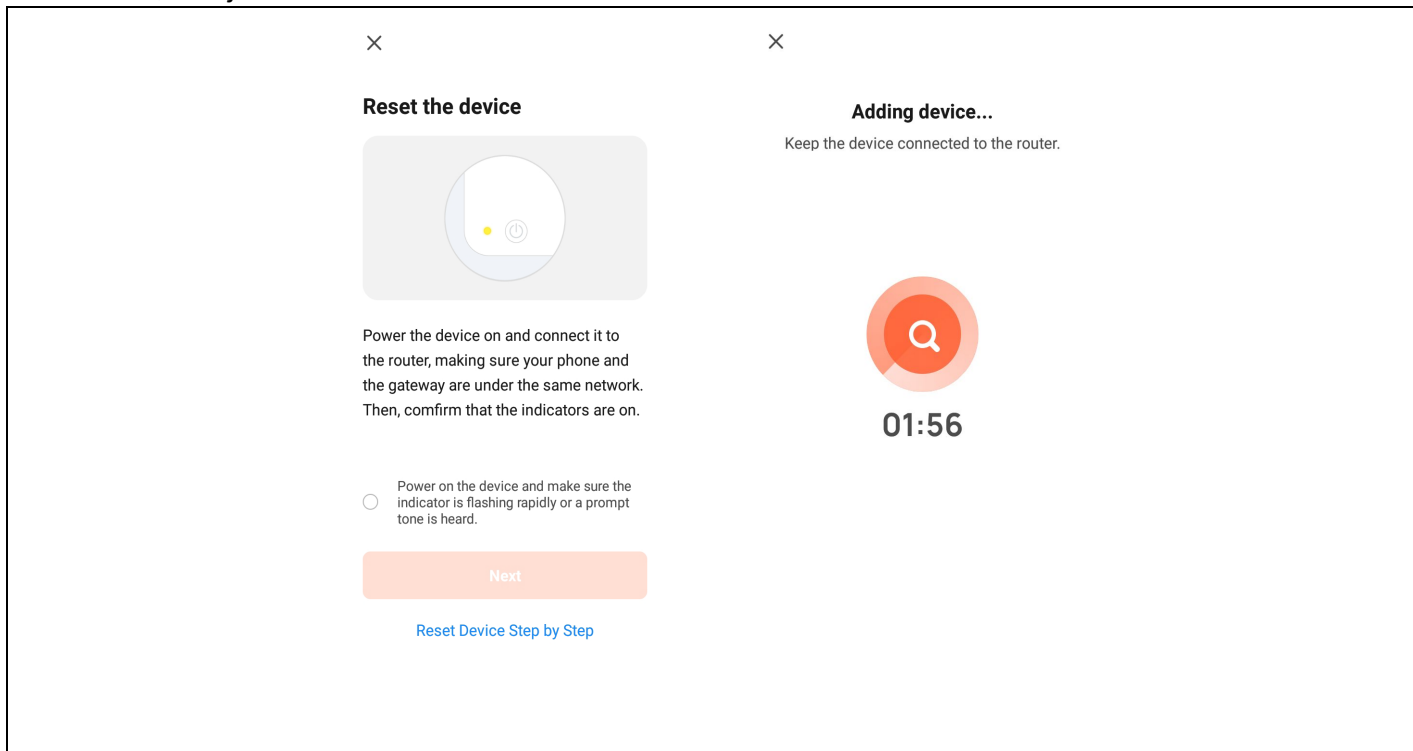 Reset the device
Power the device on and connect it to
the router, making sure your phone and
the gateway are under the same network.
Then, comfirm that the indicators are on.
Power on the device and make sure the
indicator is flashing rapidly or a prompt
tone is heard.
Next
Reset Device Step by Step
Adding device...
Keep the device connected to the router.
01:56